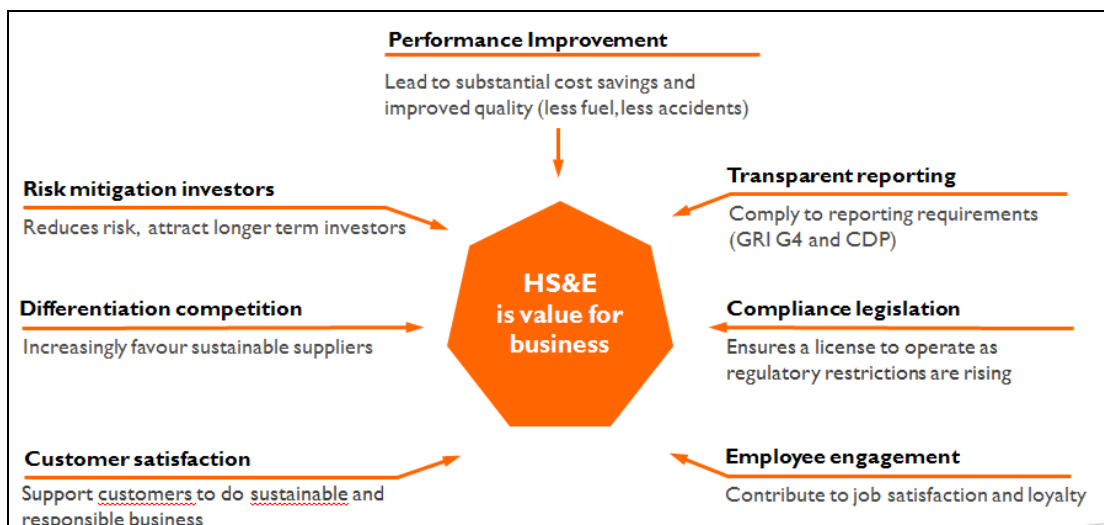 Performance Improvement
Lead to substantial cost savings and
improved quality (less fuel, less accidents)
Risk mitigation investors
Reduces risk, attract longer term investors
Transparent reporting
Comply to reporting requirements
(GRI G4 and CDP)
HS&E
is value for
business
Differentiation competition
Increasingly favour sustainable suppliers
Compliance legislation
Ensures a license to operate as
regulatory restrictions are rising
Customer satisfaction
Support customers to do sustainable and
responsible business
Employee engagement
Contribute to job satisfaction and loyalty